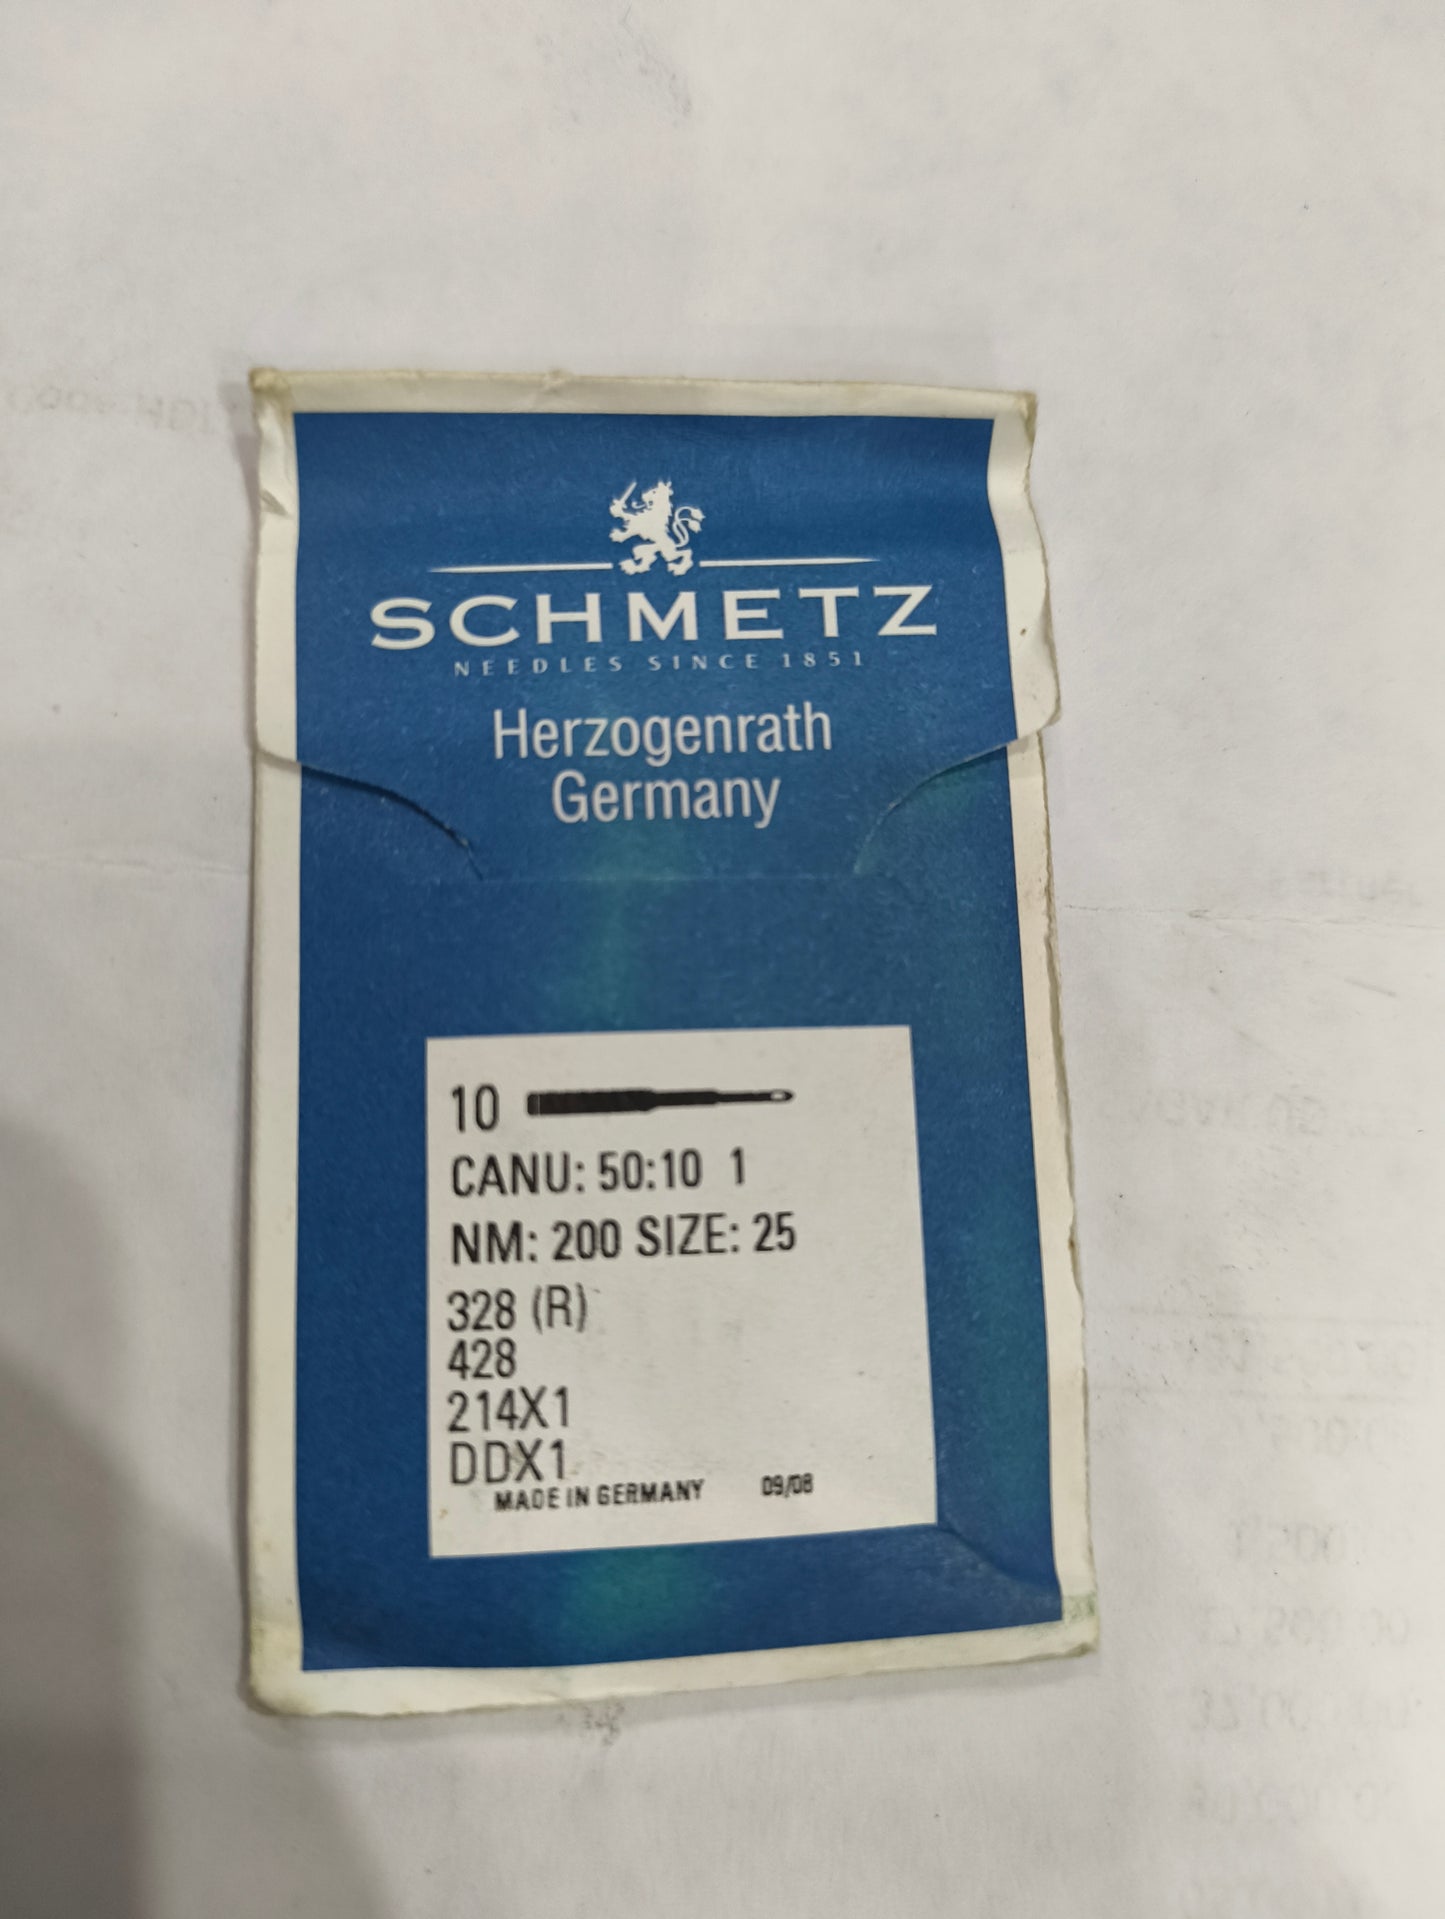 SCHMETZ
NEEDLES SINCE 1851
Herzogenrath
Germany
10
CANU: 50:10 1
NM: 200 SIZE: 25
328 (R)
428
214X1
DDX1
MADE IN GERMANY 09/08